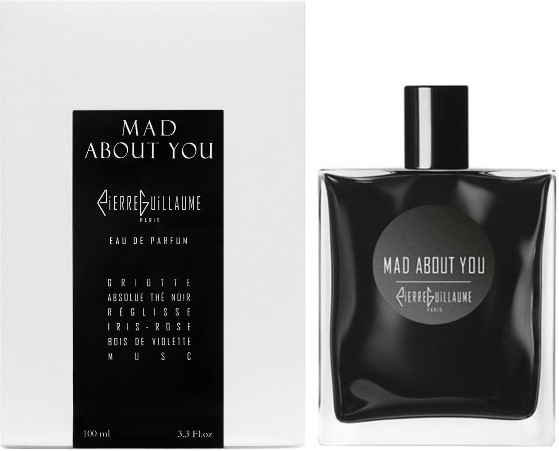 MAD
ABOUT YOU
PiERREGUiLLAUME
PARIS
EAU DE PARFUM
GRIOTTE
ABSOLUE THÉ NOIR
RÉGLISSE
IRIS-ROSE
BOIS DE VIOLETTE
MUSC
100 ml 3,3 Fl.oz
MAD ABOUT YOU
PiERREGUiLLAUME
PARIS